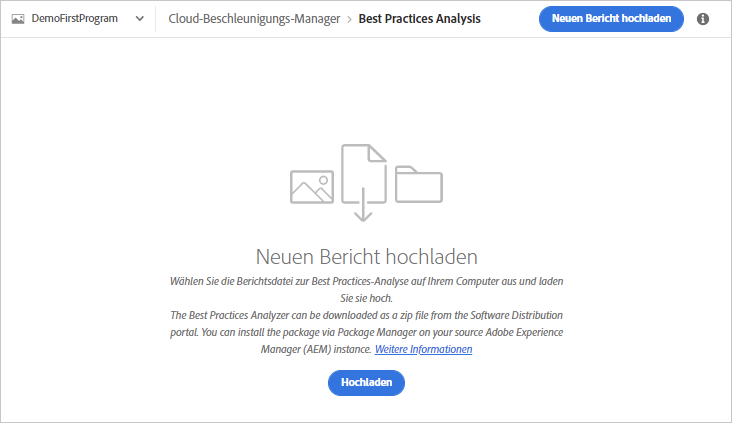 DemoFirstProgram
Cloud-Beschleunigungs-Manager > Best Practices Analysis
Neuen Bericht hochladen
Neuen Bericht hochladen
Wählen Sie die Berichtsdatei zur Best Practices-Analyse auf Ihrem Computer aus und laden
Sie sie hoch.
The Best Practices Analyzer can be downloaded as a zip file from the Software Distribution
portal. You can install the package via Package Manager on your source Adobe Experience
Manager (AEM) instance. Weitere Informationen
Hochladen